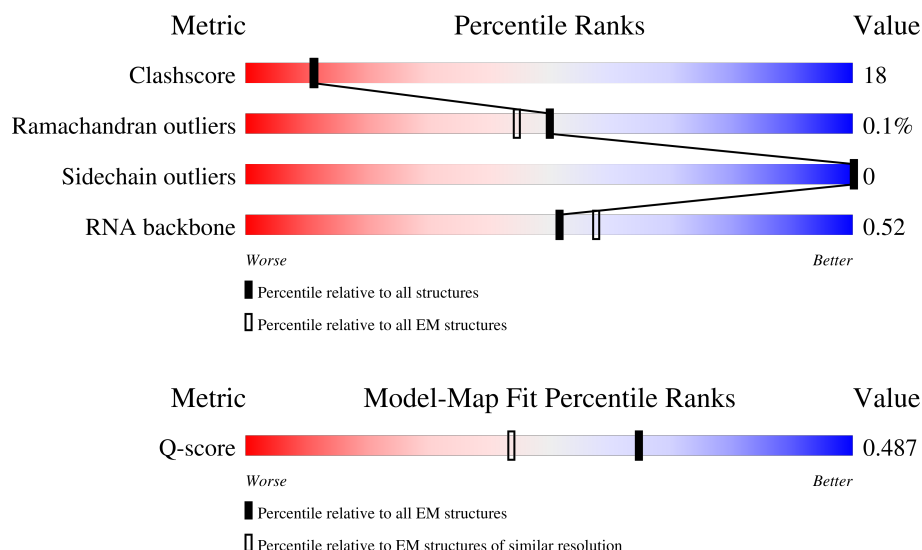 Metric Percentile Ranks Value
Clashscore 18
Ramachandran outliers 0.1%
Sidechain outliers 0
RNA backbone 0.52
Worse Better
Percentile relative to all structures
Percentile relative to all EM structures
Metric Model-Map Fit Percentile Ranks Value
Q-score 0.487
Worse Better
Percentile relative to all EM structures
Percentile relative to EM structures of similar resolution